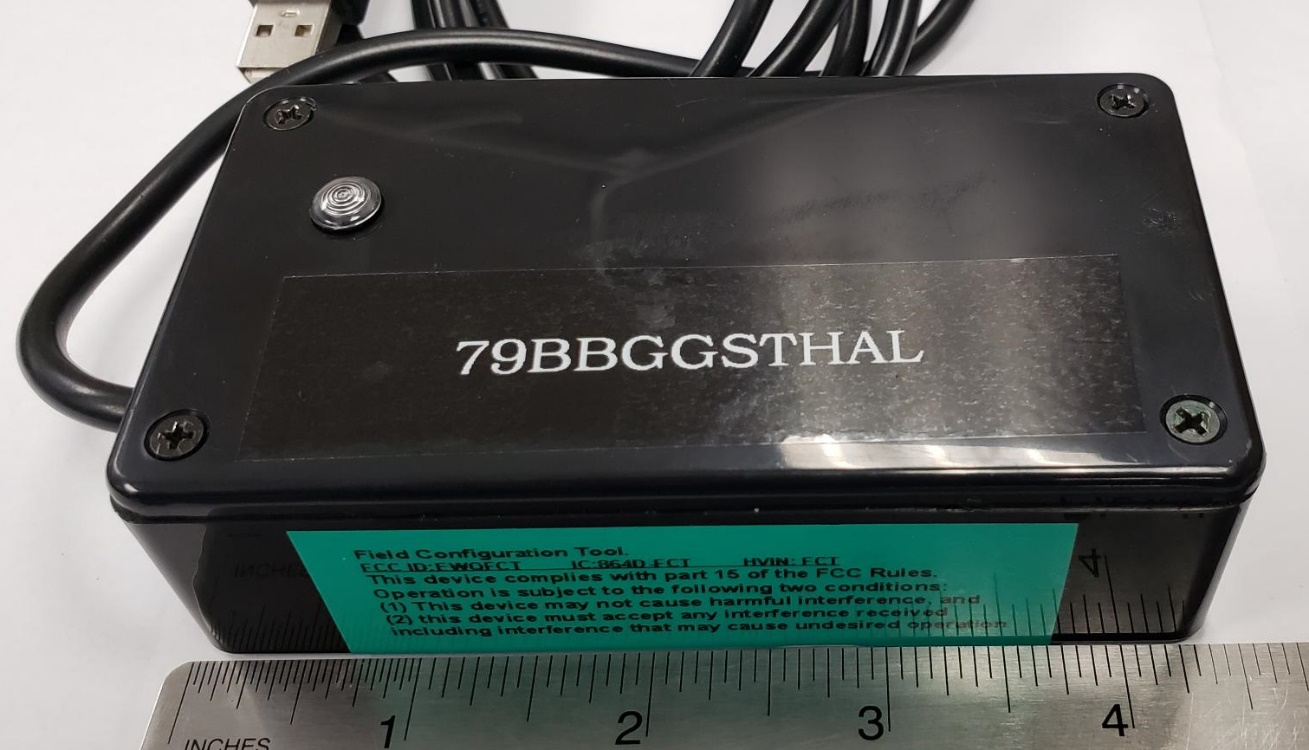 79BBGGSTHAL
Field Configuration Tool.
FCC ID:EWQFCT IC:864D-FCT HVIN: FCT
This device complies with part 15 of the FCC Rules.
Operation is subject to the following two conditions:
(1) This device may not cause harmful interference, and
(2) this device must accept any interference received
including interference that may cause undesired operation
4
INCHES 1 2 3 4